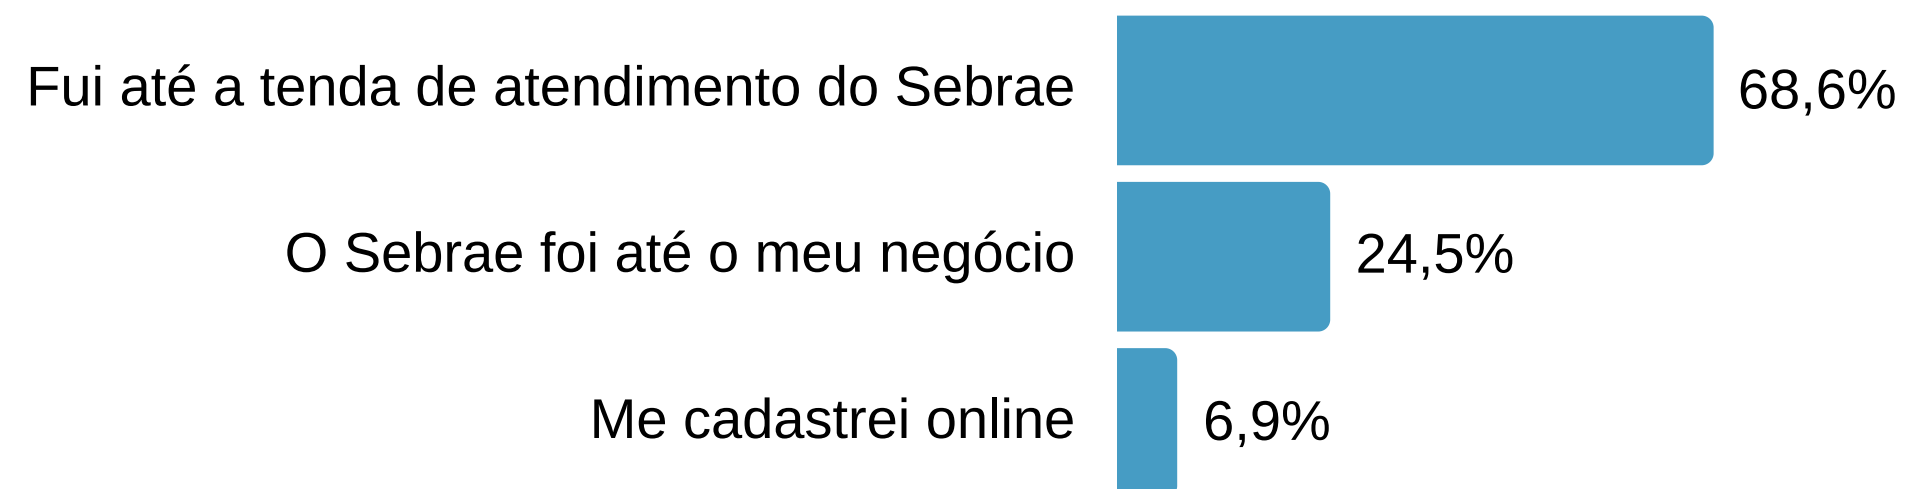 Fui até a tenda de atendimento do Sebrae 68,6%
O Sebrae foi até o meu negócio 24,5%
Me cadastrei online 6,9%